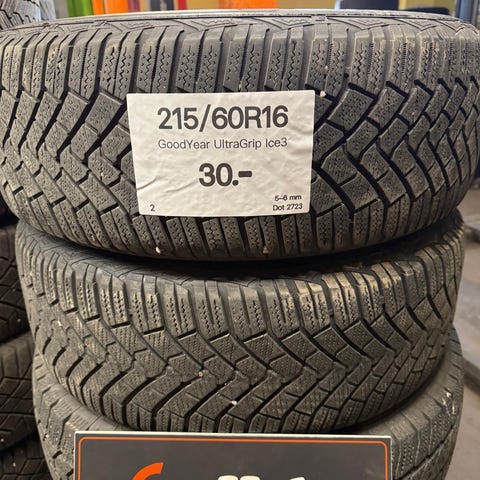 215/60R16
GoodYear UltraGrip Ice3
30.-
5-6 mm
2 Dot 2723